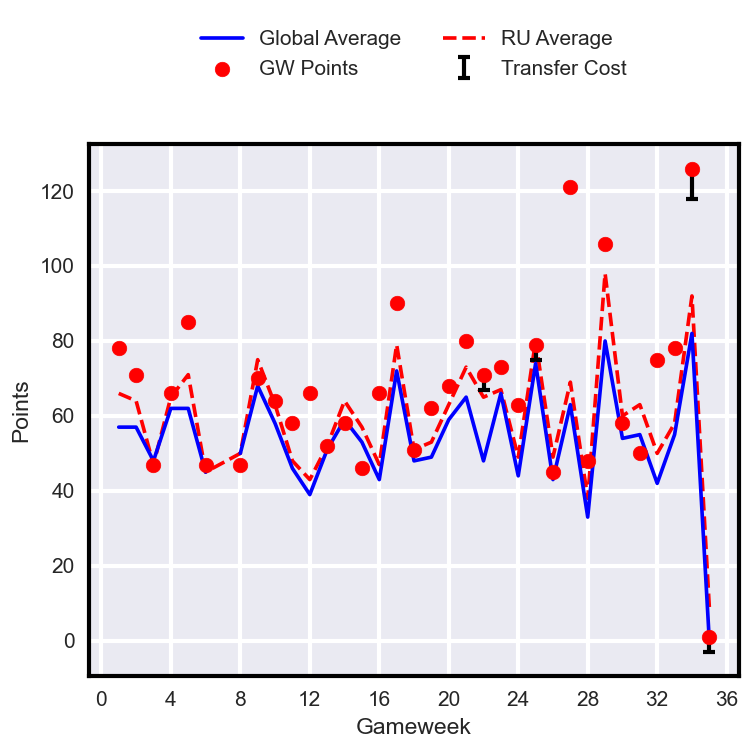 Global Average
RU Average
GW Points
Transfer Cost
120
100
80
60
40
20
0
Points
0 4 8 12 16 20 24 28 32 36
Gameweek